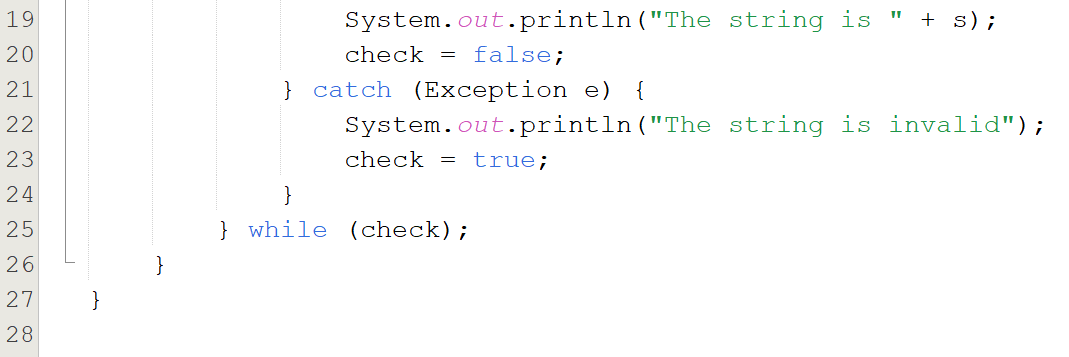 19 System.out.println("The string is " + s);
20 check = false;
21 } catch (Exception e) {
22 System.out.println("The string is invalid");
23 check = true;
24 }
25 } while (check);
26 }
27 }
28